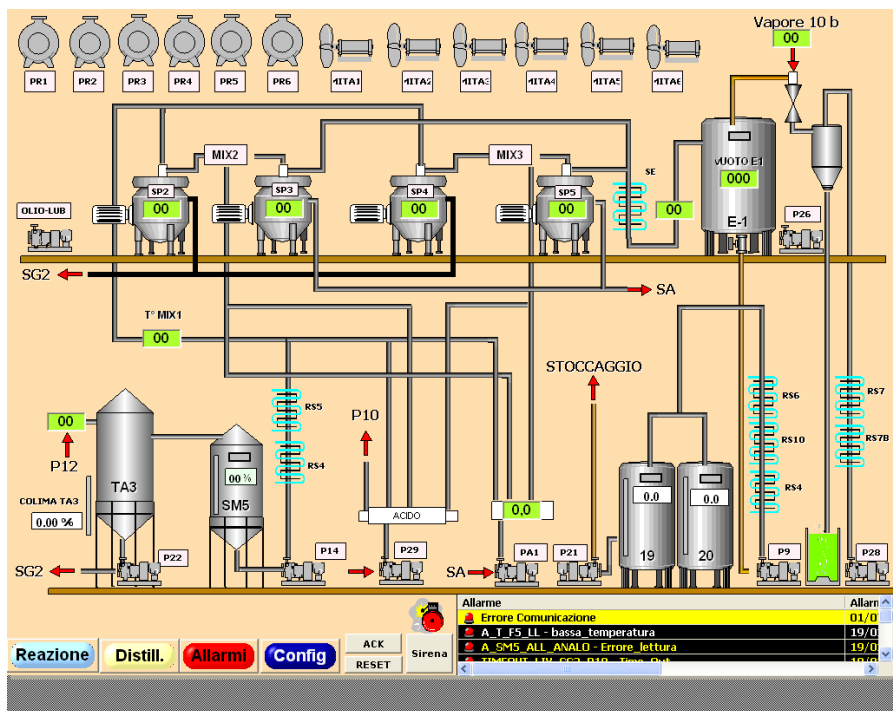 Vapore 10 b
00
PR1 PR2 PR3 PR4 PR5 PR6 MITA1 MITA2 MITA3 MITA4 MITA5 MITA6
MIX2 MIX3
vUOTO E1
000
SE
SP2 SP3 SP4 SP5
00 00 00 00 00
OLIO-LUB
E-1
P26
SG2
SA
T° MIX1
00
STOCCAGGIO
RS6 RS7
RS5
P10
00
RS10 RS7B
P12
RS4
RS4
TA3
00 %
COLIMA TA3
0.00 %
SM5
ACIDO
0,0
0.0 0.0
19 20
SG2
P22
P14
P29
SA
PA1
P21
P9
P28
Allarme
Errore Comunicazione 01/0
A_T_F5_LL - bassa_temperatura
A_SM5_ALL_ANALO - Errore_lettura
Reazione Distill. Allarmi Config
ACK
RESET
Sirena